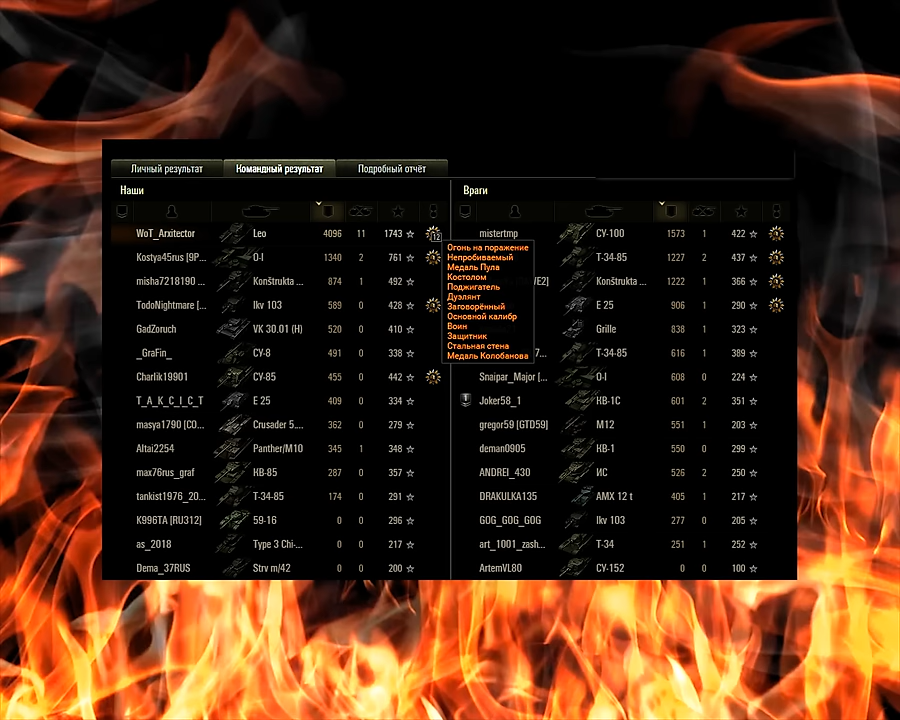 Личный результат Командный результат Подробный отчёт
Наши Враги
WoT_Arxitector Leo 4096 11 1743 12 mistertmp СУ-100 1573 1 422
Kostya45rus [9P... O-I 1340 2 761 Т-34-85 1227 2 437
misha7218190 ... Konštrukta ... 874 1 492 /E2] Konštrukta ... 1222 1 366
TodoNightmare [... Ikv 103 589 0 428 E 25 906 1 290
GadZoruch VK 30.01 (H) 520 0 410 Grille 838 1 323
_GraFin_ СУ-8 491 0 338 7... Т-34-85 616 1 389
Charlik19901 СУ-85 455 0 442 Snaipar_Major [... O-I 608 0 224
T_A_K_C_I_C_T E 25 409 0 334 Joker58_1 КВ-1С 601 2 351
masya1790 [CO... Crusader 5.... 362 0 279 gregor59 [GTD59] M12 551 1 203
Altai2254 Panther/M10 345 1 348 deman0905 КВ-1 550 0 299
max76rus_graf КВ-85 287 0 357 ANDREI_430 ИС 526 2 250
tankist1976_20... Т-34-85 174 0 291 DRAKULKA135 AMX 12 t 405 1 217
K996TA [RU312] 59-16 0 0 296 GOG_GOG_GOG Ikv 103 277 0 205
as_2018 Type 3 Chi-... 0 0 217 art_1001_zash... Т-34 251 1 252
Dema_37RUS Strv m/42 0 0 200 ArtemVL80 СУ-152 0 0 100
Огонь на поражение
Непробиваемый
Медаль Пула
Костолом
Поджигатель
Дуэлянт
Заговорённый
Основной калибр
Воин
Защитник
Стальная стена
Медаль Колобанова